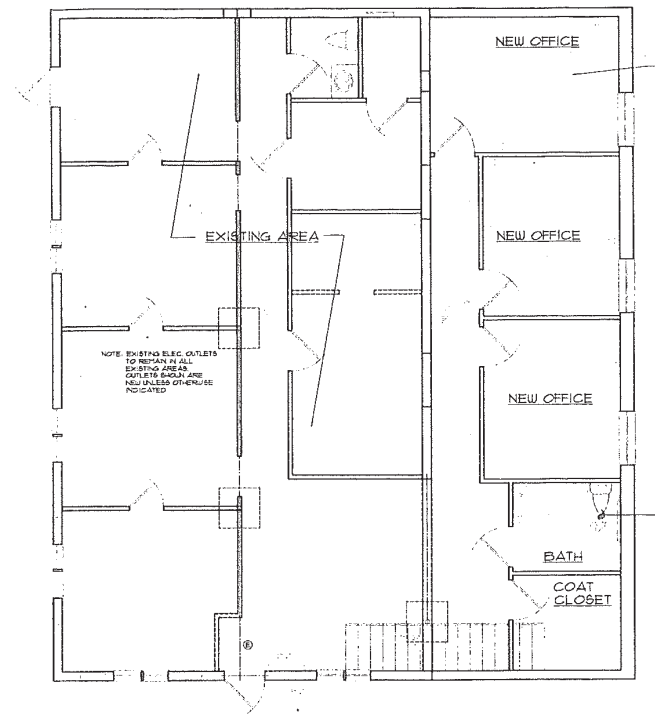 NEW OFFICE
EXISTING AREA
NEW OFFICE
NOTE: EXISTING ELEC. OUTLETS
TO REMAIN IN ALL
EXISTING AREAS.
OUTLETS SHOWN ARE
NEW UNLESS OTHERWISE
INDICATED
NEW OFFICE
BATH
COAT
CLOSET
E